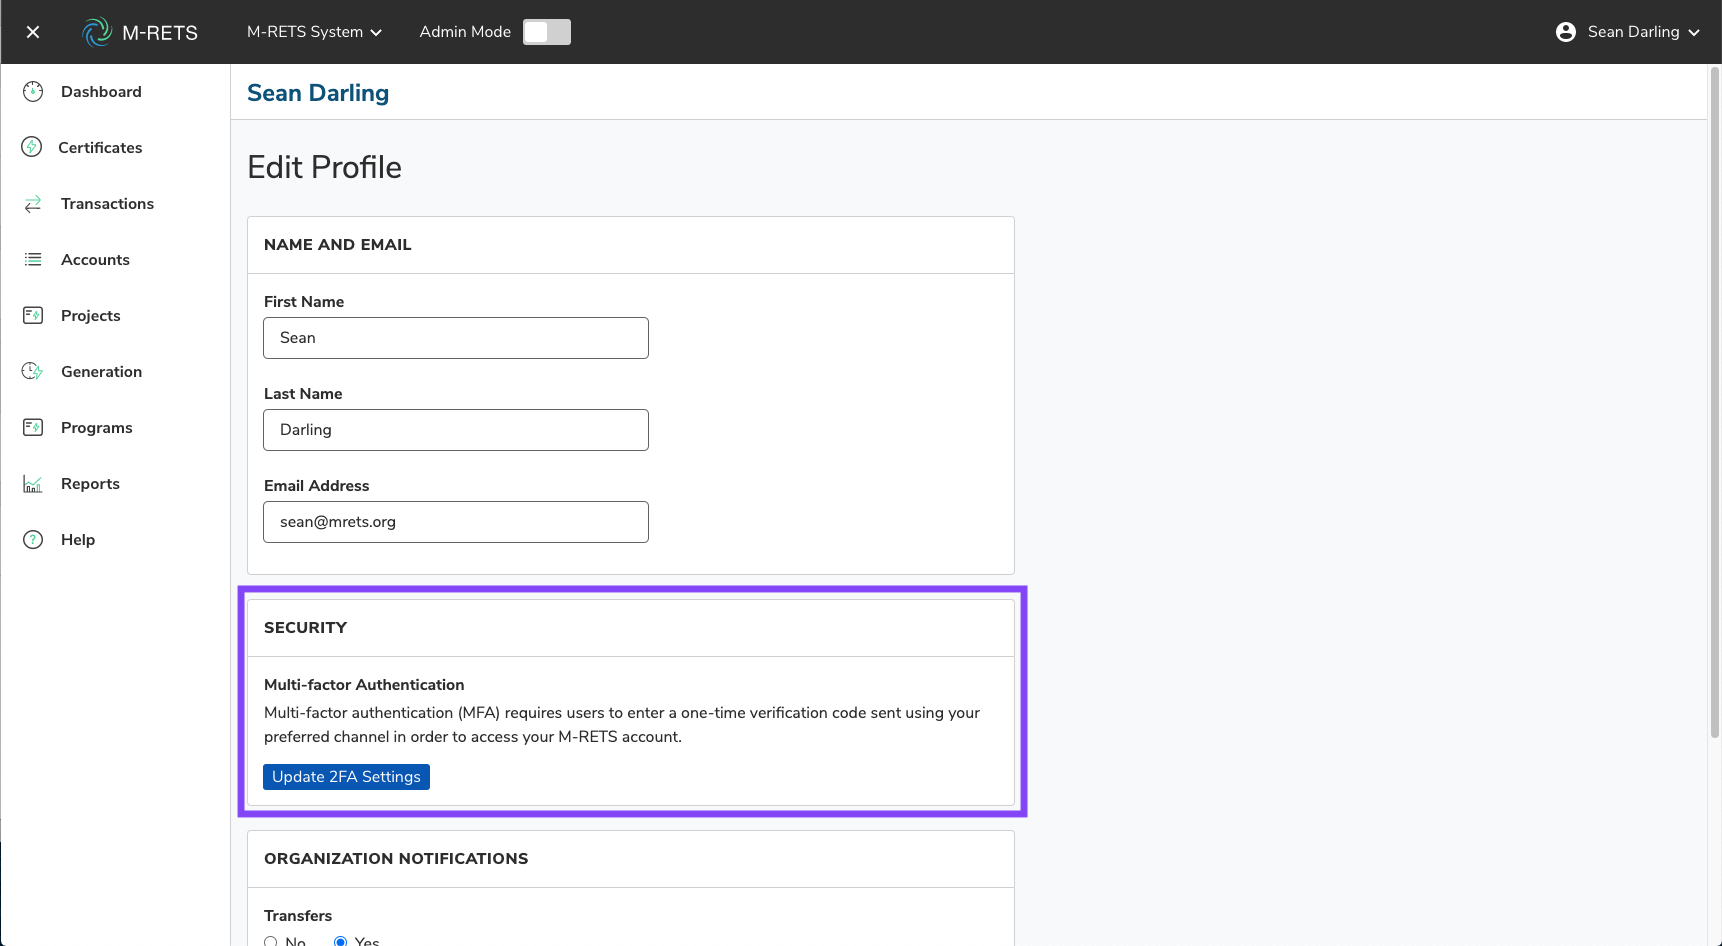 M-RETS
M-RETS System
Admin Mode
Sean Darling
Dashboard
Certificates
Transactions
Accounts
Projects
Generation
Programs
Reports
Help
Sean Darling
Edit Profile
NAME AND EMAIL
First Name
Sean
Last Name
Darling
Email Address
sean@mrets.org
SECURITY
Multi-factor Authentication
Multi-factor authentication (MFA) requires users to enter a one-time verification code sent using your
preferred channel in order to access your M-RETS account.
Update 2FA Settings
ORGANIZATION NOTIFICATIONS
Transfers
No Yes